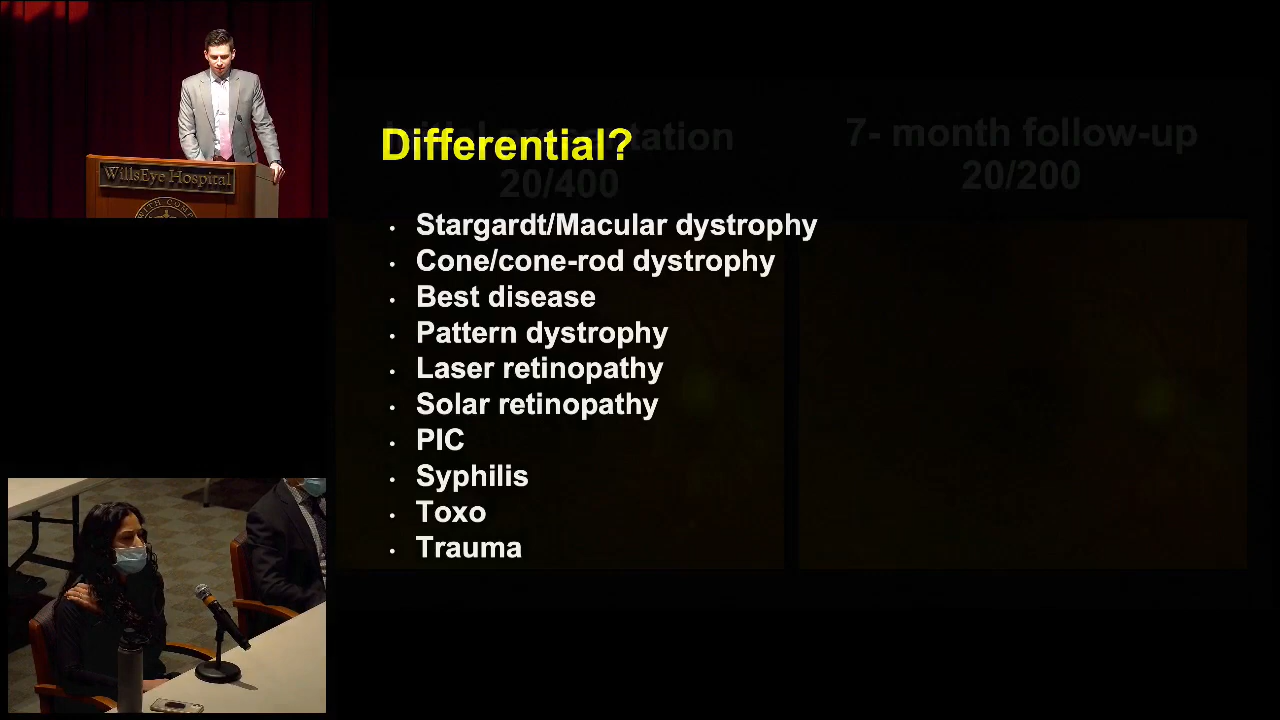 WillsEye Hospital
Differential?
7- month follow-up
20/400
20/200
• Stargardt/Macular dystrophy
• Cone/cone-rod dystrophy
• Best disease
• Pattern dystrophy
• Laser retinopathy
• Solar retinopathy
• PIC
• Syphilis
• Toxo
• Trauma